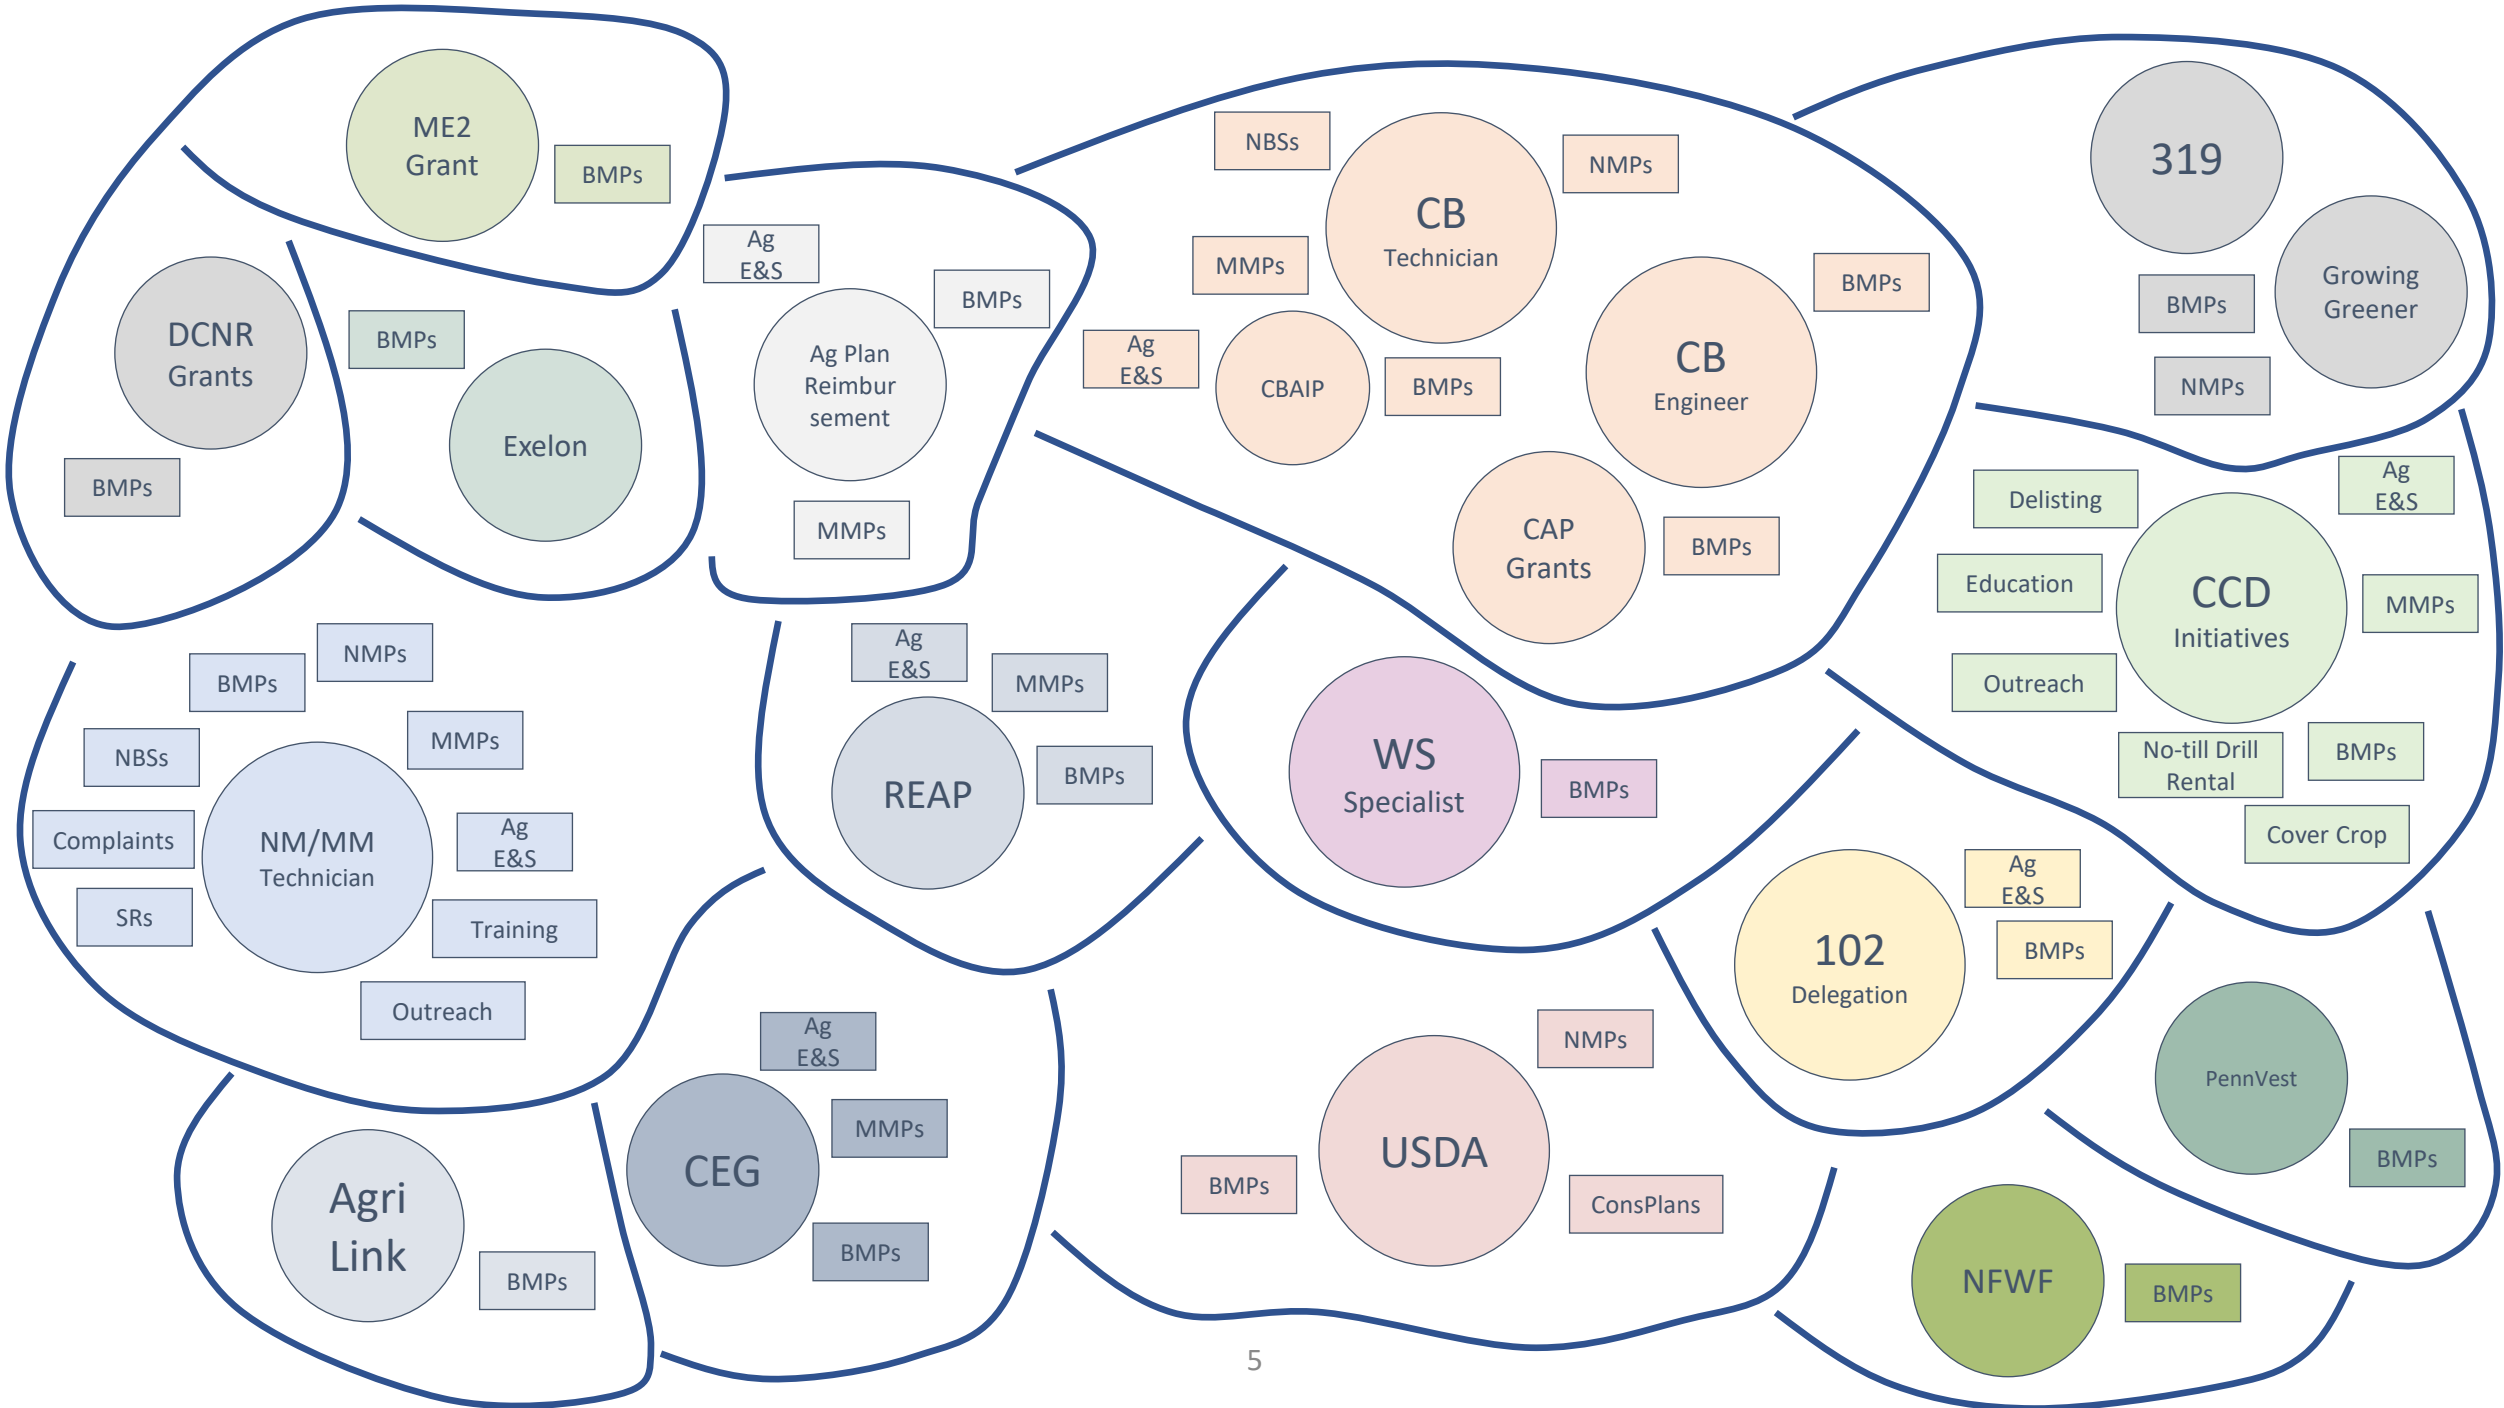 ME2
Grant
BMPs
DCNR
Grants
BMPs
BMPs
Exelon
Ag
E&S
BMPs
Ag Plan
Reimbur
sement
MMPs
NBSs
CB
Technician
NMPs
MMPs
Ag
E&S
CBAIP
BMPs
CB
Engineer
BMPs
CAP
Grants
BMPs
319
Growing
Greener
BMPs
NMPs
Delisting
Ag
E&S
Education
CCD
Initiatives
MMPs
Outreach
No-till Drill
Rental
BMPs
Cover Crop
NMPs
BMPs
MMPs
NBSs
Complaints
NM/MM
Technician
Ag
E&S
SRs
Training
Outreach
Ag
E&S
MMPs
REAP
BMPs
WS
Specialist
BMPs
102
Delegation
Ag
E&S
BMPs
PennVest
BMPs
Agri
Link
BMPs
Ag
E&S
CEG
MMPs
BMPs
NMPs
USDA
BMPs
ConsPlans
NFWF
BMPs
5